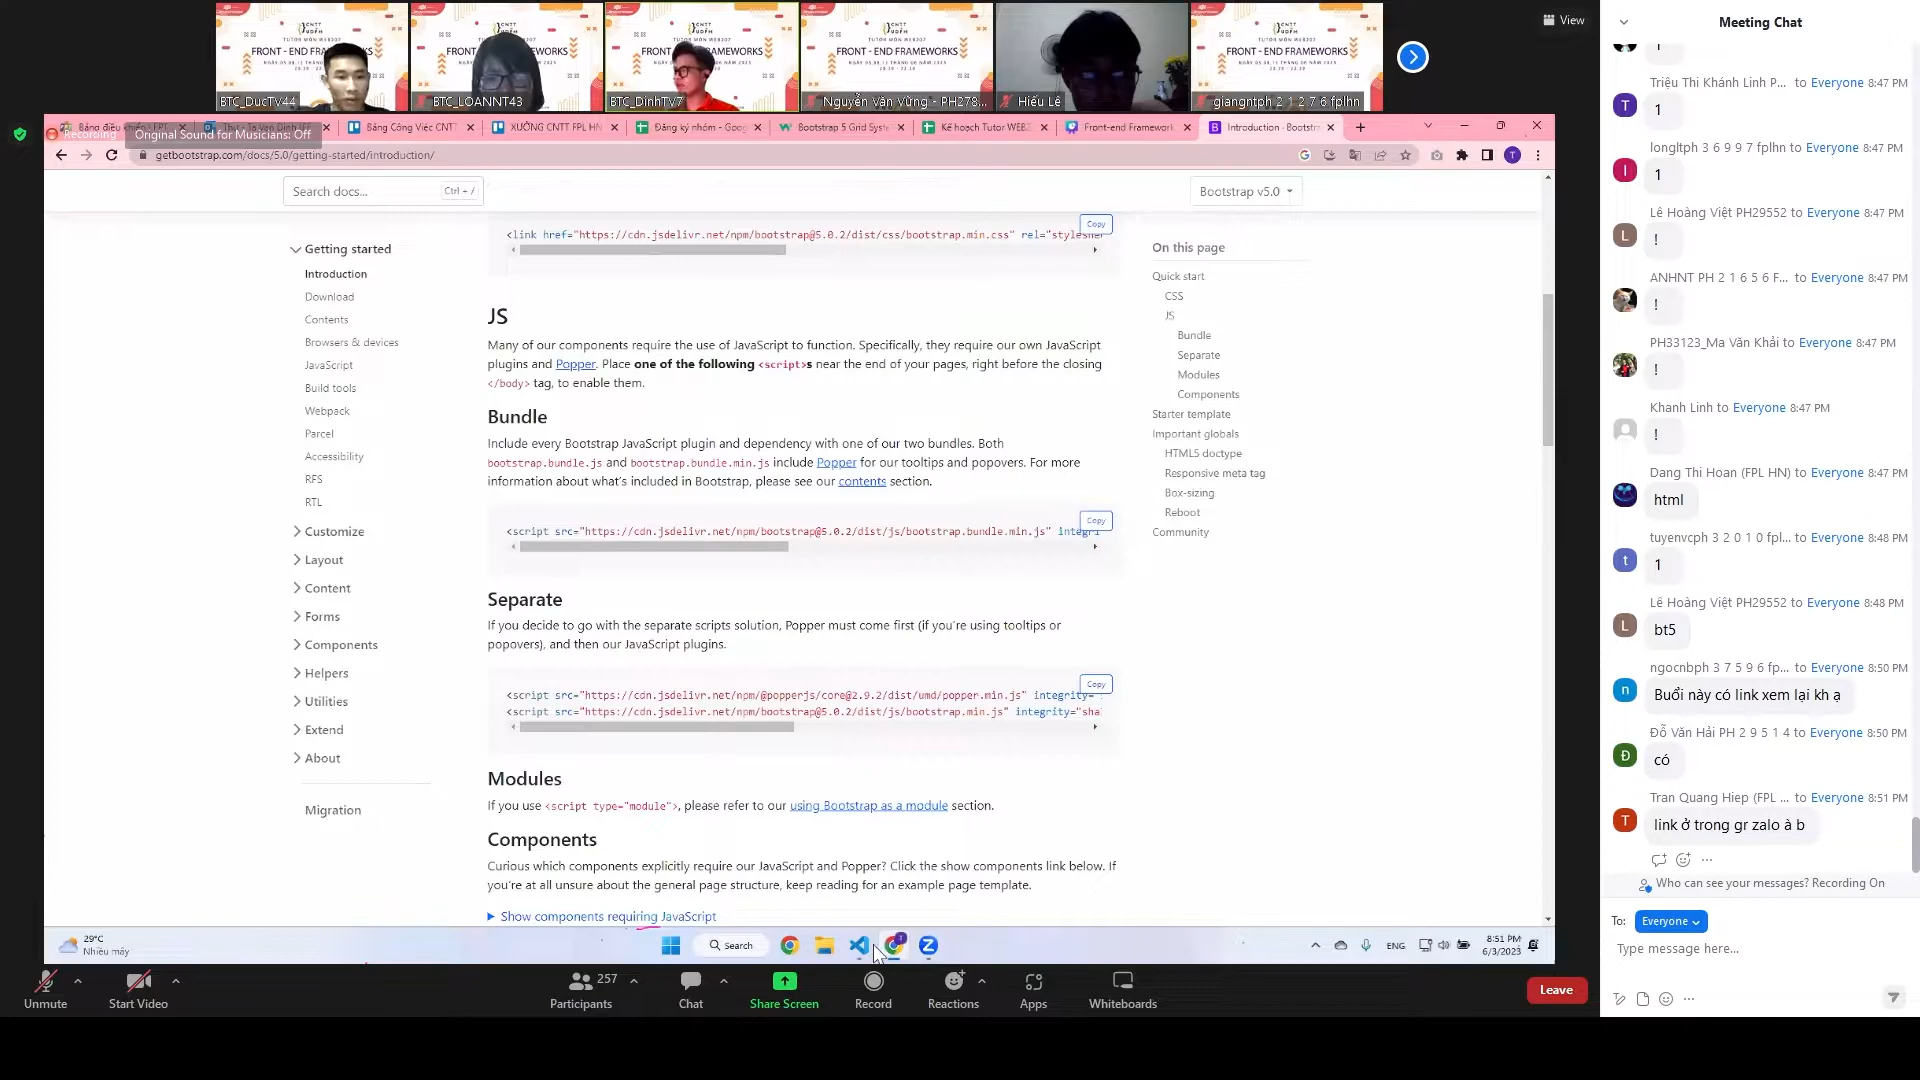 BTC_DucTV44
BTC_LOANNT43
BTC_DinhTV7
Nguyễn Văn Vừng - PH278...
Hiếu Lê
giangntph 2 1 2 7 6 fplhn
FRONT - END FRAMEWORKS
FRONT - END FRAMEWORKS
View
Recording
Original Sound for Musicians: Off
Bảng Công Việc CNTT
XƯỞNG CNTT FPL HN
Đăng ký nhóm - Goog
Bootstrap 5 Grid Syste
Kế hoạch Tutor WEB2
Front-end Framework
Introduction - Bootstr
getbootstrap.com/docs/5.0/getting-started/introduction/
Search docs...
Ctrl + /
Bootstrap v5.0
Getting started
Introduction
Download
Contents
Browsers & devices
JavaScript
Build tools
Webpack
Parcel
Accessibility
RFS
RTL
Customize
Layout
Content
Forms
Components
Helpers
Utilities
Extend
About
Migration
Copy
<link href="https://cdn.jsdelivr.net/npm/bootstrap@5.0.2/dist/css/bootstrap.min.css" rel="styleshe
JS
Many of our components require the use of JavaScript to function. Specifically, they require our own JavaScript
plugins and Popper. Place one of the following <script>s near the end of your pages, right before the closing
</body> tag, to enable them.
Bundle
Include every Bootstrap JavaScript plugin and dependency with one of our two bundles. Both
bootstrap.bundle.js and bootstrap.bundle.min.js include Popper for our tooltips and popovers. For more
information about what's included in Bootstrap, please see our contents section.
Copy
<script src="https://cdn.jsdelivr.net/npm/bootstrap@5.0.2/dist/js/bootstrap.bundle.min.js" integri
Separate
If you decide to go with the separate scripts solution, Popper must come first (if you're using tooltips or
popovers), and then our JavaScript plugins.
Copy
<script src="https://cdn.jsdelivr.net/npm/@popperjs/core@2.9.2/dist/umd/popper.min.js" integrity="
<script src="https://cdn.jsdelivr.net/npm/bootstrap@5.0.2/dist/js/bootstrap.min.js" integrity="sha
Modules
If you use <script type="module">, please refer to our using Bootstrap as a module section.
Components
Curious which components explicitly require our JavaScript and Popper? Click the show components link below. If
you're at all unsure about the general page structure, keep reading for an example page template.
Show components requiring JavaScript
On this page
Quick start
CSS
JS
Bundle
Separate
Modules
Components
Starter template
Important globals
HTML5 doctype
Responsive meta tag
Box-sizing
Reboot
Community
29°C
Nhiều mây
Search
ENG
8:51 PM
6/3/2023
Unmute
Start Video
257
Participants
Chat
Share Screen
Record
Reactions
Apps
Whiteboards
Leave
Meeting Chat
1
Triệu Thi Khánh Linh P... to Everyone 8:47 PM
1
longltph 3 6 9 9 7 fplhn to Everyone 8:47 PM
1
Lê Hoàng Việt PH29552 to Everyone 8:47 PM
!
ANHNT PH 2 1 6 5 6 F... to Everyone 8:47 PM
!
PH33123_Ma Văn Khải to Everyone 8:47 PM
!
Khanh Linh to Everyone 8:47 PM
!
Dang Thi Hoan (FPL HN) to Everyone 8:47 PM
html
tuyenvcph 3 2 0 1 0 fpl... to Everyone 8:48 PM
1
Lê Hoàng Việt PH29552 to Everyone 8:48 PM
bt5
ngocnbph 3 7 5 9 6 fp... to Everyone 8:50 PM
Buổi này có link xem lại kh ạ
Đỗ Văn Hải PH 2 9 5 1 4 to Everyone 8:50 PM
có
Tran Quang Hiep (FPL ... to Everyone 8:51 PM
link ở trong gr zalo à b
Who can see your messages? Recording On
To: Everyone
Type message here...